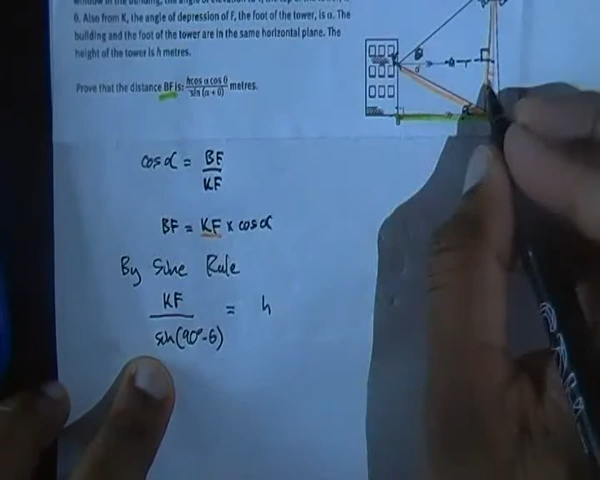 θ. Also from K, the angle of depression of F, the foot of the tower, is α. The
building and the foot of the tower are in the same horizontal plane. The
height of the tower is h metres.
Prove that the distance BF is: hcos α cos θ / sin (α + θ) metres.
cos α = BF / KF
BF = KF x cos α
By Sine Rule
KF / sin(90°-θ) = h